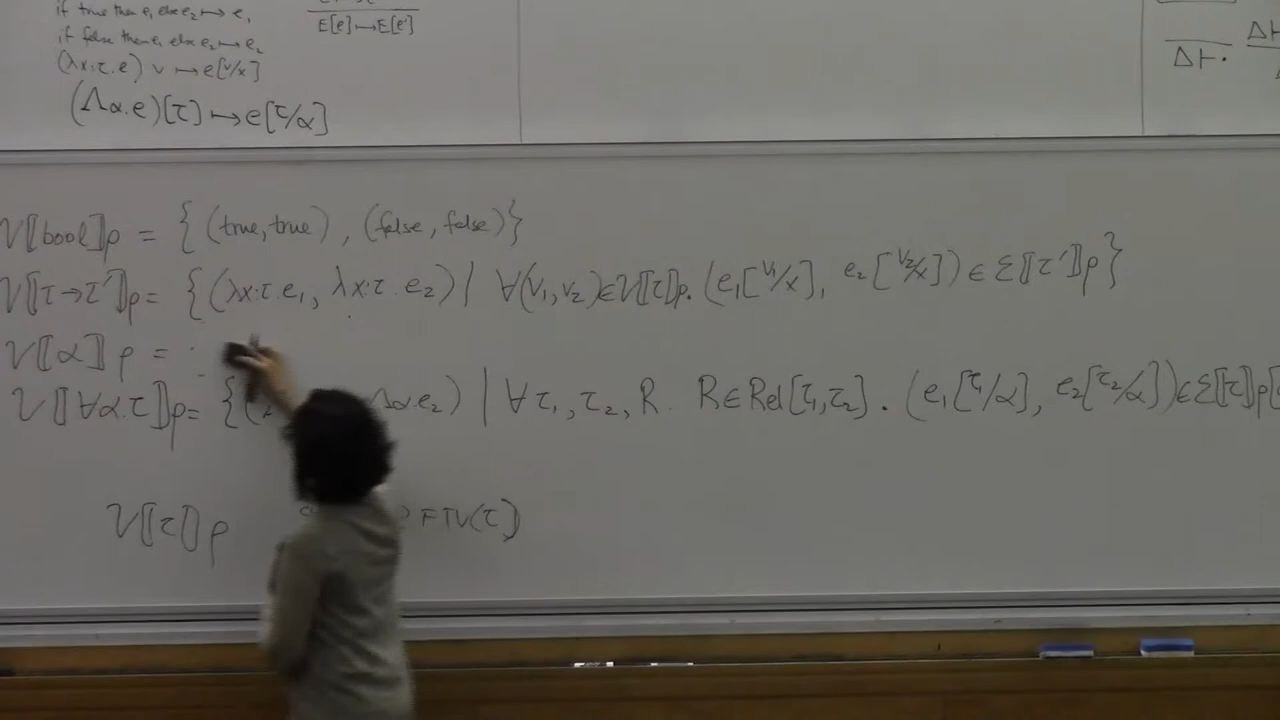 if true then e₁ else e₂ ↦ e₁
if false then e₁ else e₂ ↦ e₂
E[e] ↦ E[e']
(λx:τ.e) v ↦ e[v/x]
(Λα.e)[τ] ↦ e[τ/α]
Δ ⊢ ·
V⟦bool⟧ρ = { (true, true), (false, false) }
V⟦τ→τ'⟧ρ = { (λx:τ.e₁, λx:τ.e₂) | ∀(v₁,v₂)∈V⟦τ⟧ρ. (e₁[v₁/x], e₂[v₂/x]) ∈ Ɛ⟦τ'⟧ρ }
V⟦α⟧ρ =
V⟦∀α.τ⟧ρ = { ( Λα.e₂) | ∀τ₁,τ₂,R. R∈Rel[τ₁,τ₂]. (e₁[τ₁/α], e₂[τ₂/α])∈Ɛ⟦τ⟧ρ[
V⟦τ⟧ρ FTV(τ)